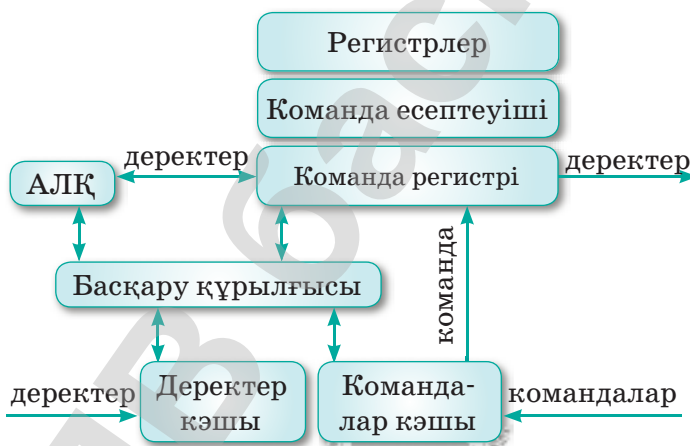 Регистрлер
Команда есептеуіші
деректер
деректер
АЛҚ
Команда регистрі
команда
Басқару құрылғысы
деректер
Деректер
кэшы
Команда-
лар кэшы
командалар